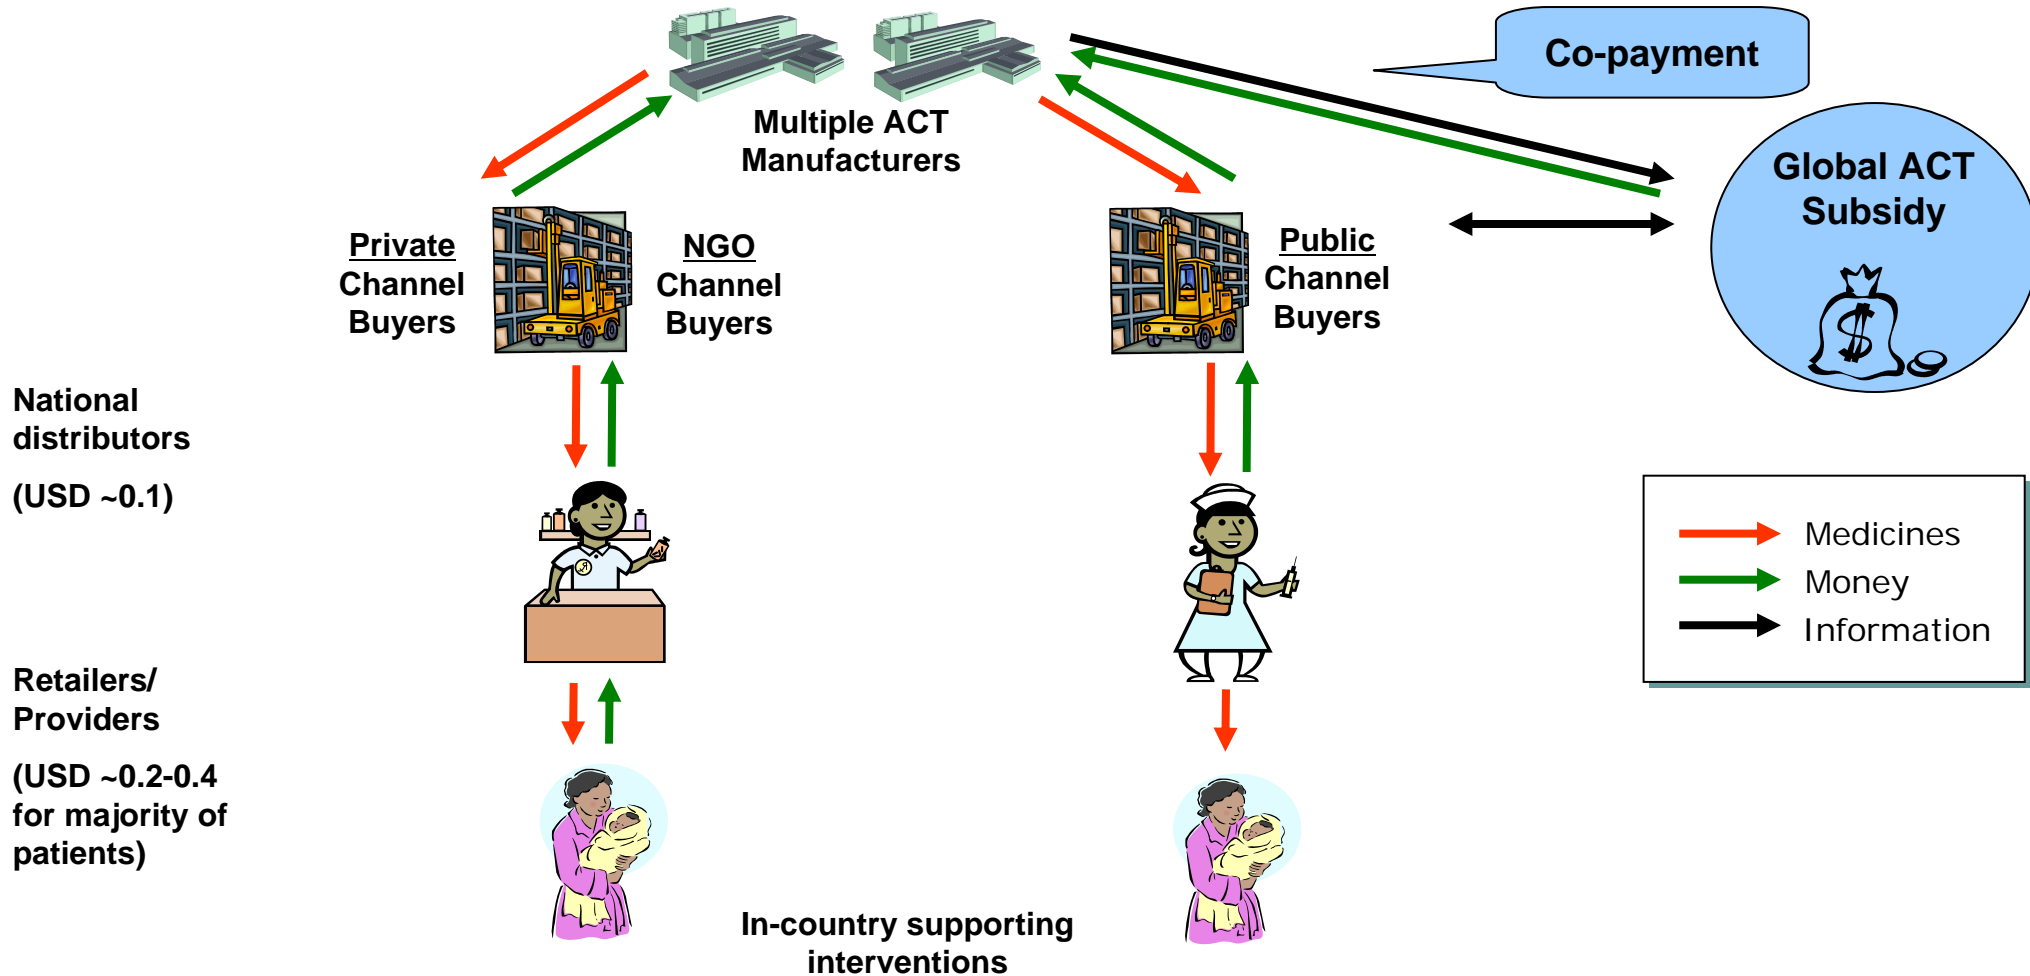 Co-payment
Multiple ACT
Manufacturers
Global ACT
Subsidy
Private
Channel
Buyers
NGO
Channel
Buyers
Public
Channel
Buyers
National
distributors
(USD ~0.1)
Medicines
Money
Information
Retailers/
Providers
(USD ~0.2-0.4
for majority of
patients)
In-country supporting
interventions